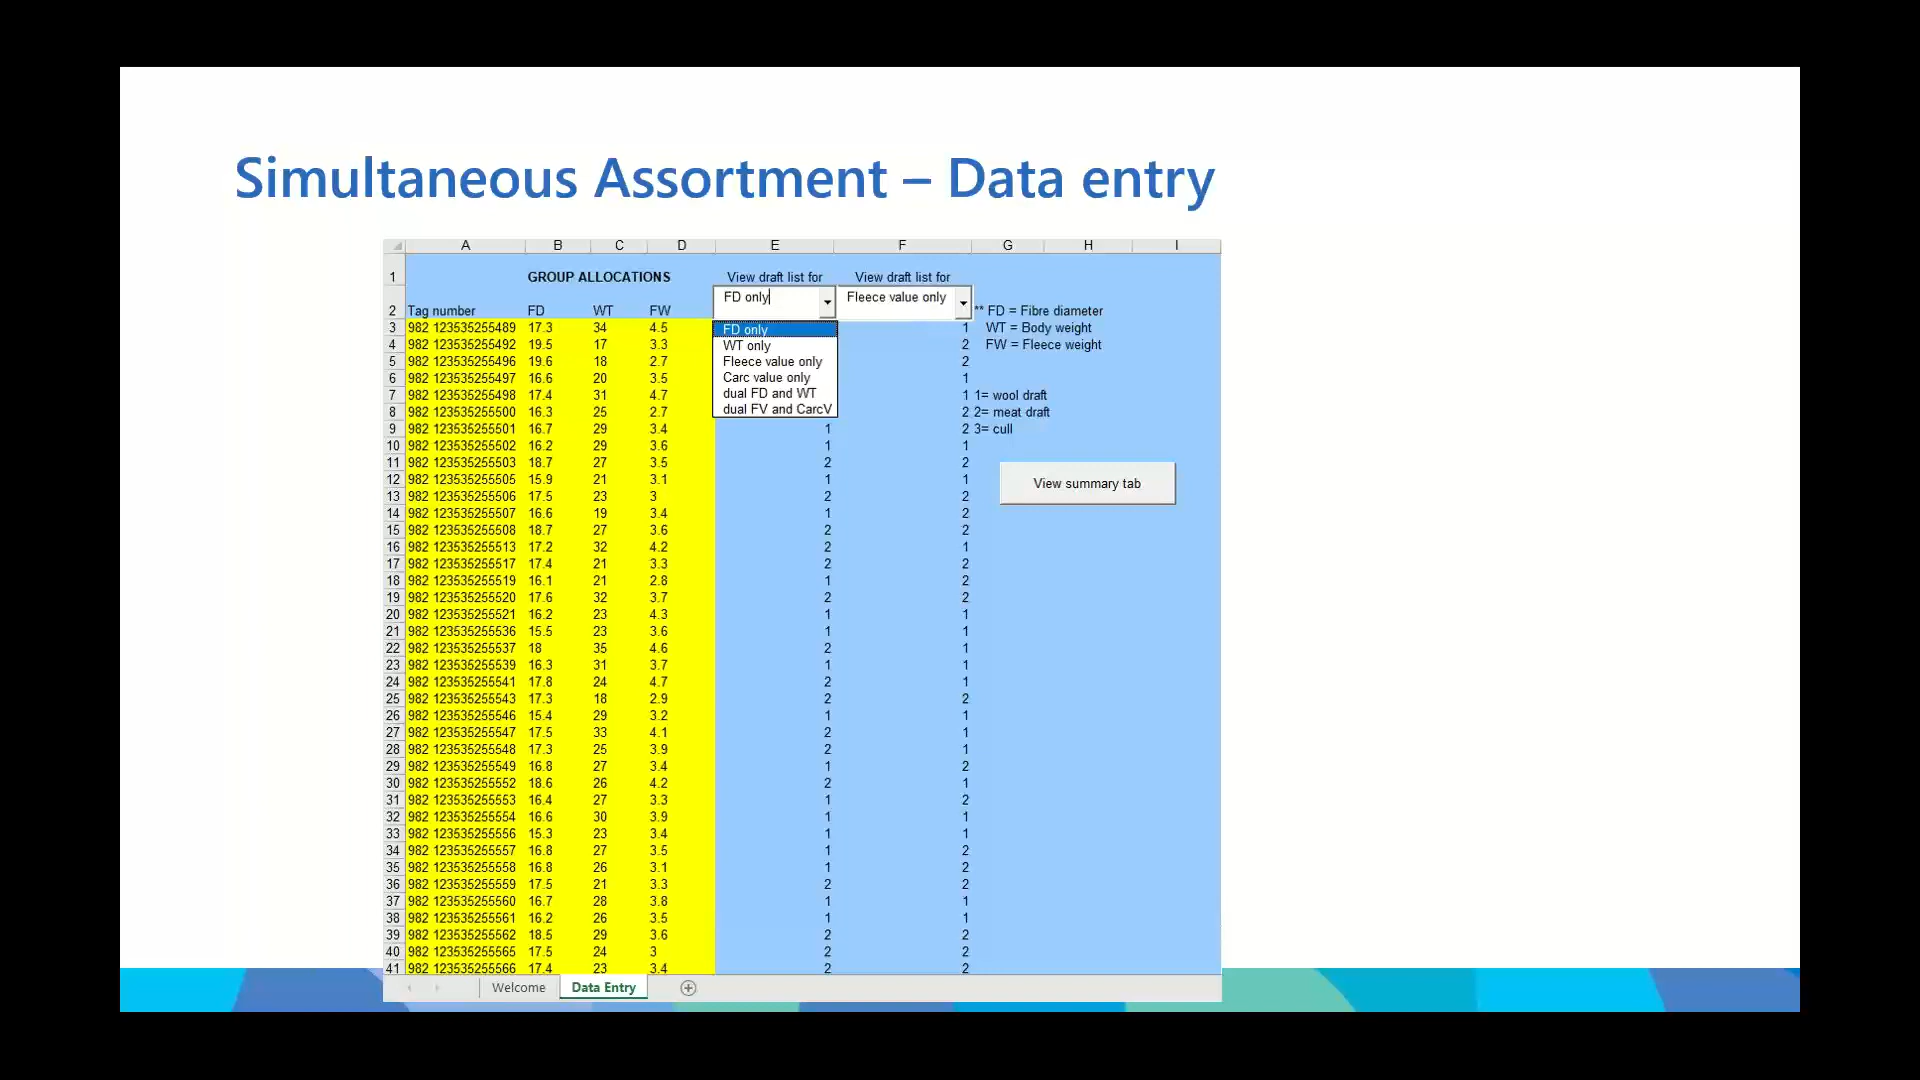 Simultaneous Assortment – Data entry
A B C D E F G H I
1 GROUP ALLOCATIONS View draft list for View draft list for
FD only Fleece value only
2 Tag number FD WT FW ** FD = Fibre diameter
3 982 123535255489 17.3 34 4.5 FD only 1 WT = Body weight
4 982 123535255492 19.5 17 3.3 WT only 2 FW = Fleece weight
5 982 123535255496 19.6 18 2.7 Fleece value only 2
6 982 123535255497 16.6 20 3.5 Carc value only 1
7 982 123535255498 17.4 31 4.7 dual FD and WT 1 1= wool draft
8 982 123535255500 16.3 25 2.7 dual FV and CarcV 2 2= meat draft
9 982 123535255501 16.7 29 3.4 1 2 3= cull
10 982 123535255502 16.2 29 3.6 1 1
11 982 123535255503 18.7 27 3.5 2 2
12 982 123535255505 15.9 21 3.1 1 1 View summary tab
13 982 123535255506 17.5 23 3 2 2
14 982 123535255507 16.6 19 3.4 1 2
15 982 123535255508 18.7 27 3.6 2 2
16 982 123535255513 17.2 32 4.2 2 1
17 982 123535255517 17.4 21 3.3 2 2
18 982 123535255519 16.1 21 2.8 1 2
19 982 123535255520 17.6 32 3.7 2 2
20 982 123535255521 16.2 23 4.3 1 1
21 982 123535255536 15.5 23 3.6 1 1
22 982 123535255537 18 35 4.6 2 1
23 982 123535255539 16.3 31 3.7 1 1
24 982 123535255541 17.8 24 4.7 2 1
25 982 123535255543 17.3 18 2.9 2 2
26 982 123535255546 15.4 29 3.2 1 1
27 982 123535255547 17.5 33 4.1 2 1
28 982 123535255548 17.3 25 3.9 2 1
29 982 123535255549 16.8 27 3.4 1 2
30 982 123535255552 18.6 26 4.2 2 1
31 982 123535255553 16.4 27 3.3 1 2
32 982 123535255554 16.6 30 3.9 1 1
33 982 123535255556 15.3 23 3.4 1 1
34 982 123535255557 16.8 27 3.5 1 2
35 982 123535255558 16.8 26 3.1 1 2
36 982 123535255559 17.5 21 3.3 2 2
37 982 123535255560 16.7 28 3.8 1 1
38 982 123535255561 16.2 26 3.5 1 1
39 982 123535255562 18.5 29 3.6 2 2
40 982 123535255565 17.5 24 3 2 2
41 982 123535255566 17.4 23 3.4 2 2
Welcome Data Entry